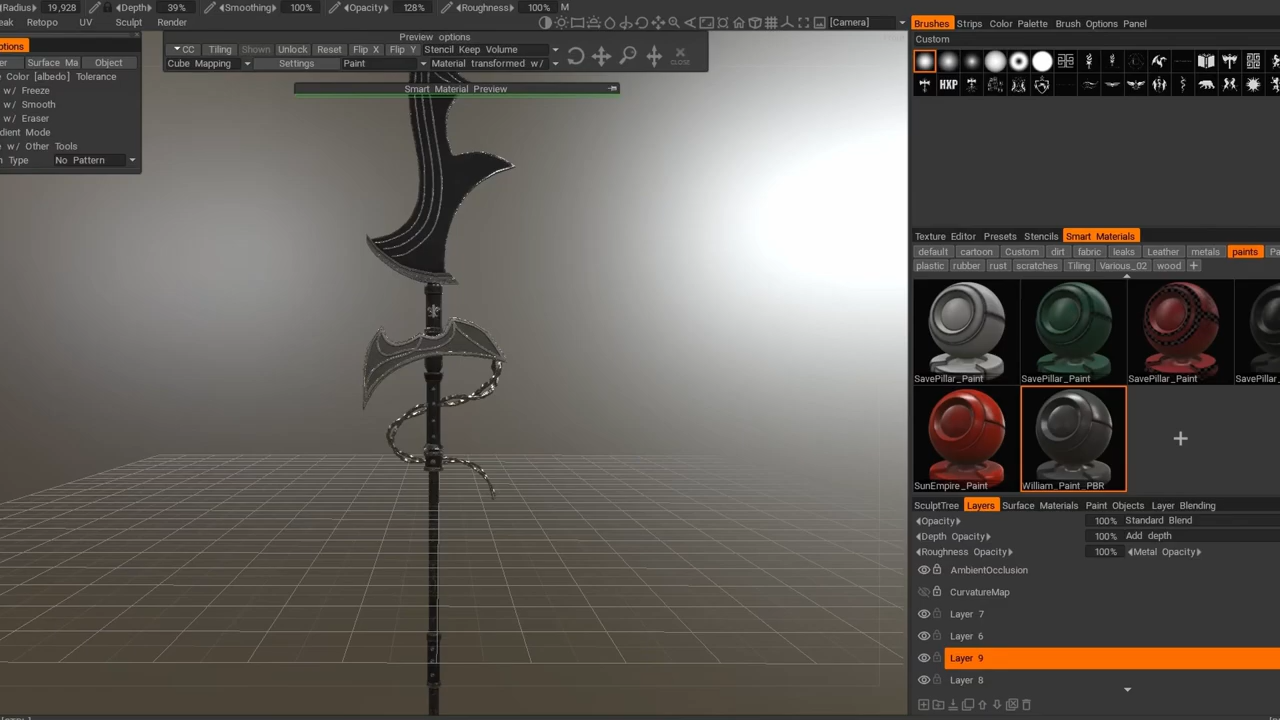 Radius 19,928 Depth 39% Smoothing 100% Opacity 128% Roughness 100% M
eak Retopo UV Sculpt Render
[Camera]
ptions
er Surface Ma Object
Color [albedo] Tolerance
w/ Freeze
w/ Smooth
w/ Eraser
dient Mode
w/ Other Tools
n Type No Pattern
Preview options
CC Tiling Shown Unlock Reset Flip X Flip Y Stencil Keep Volume
Cube Mapping Settings Paint Material transformed w/
CLOSE
Smart Material Preview
Brushes Strips Color Palette Brush Options Panel
Custom
HXP
Texture Editor Presets Stencils Smart Materials
default cartoon Custom dirt fabric leaks Leather metals paints Pa
plastic rubber rust scratches Tiling Various_02 wood +
SavePillar_Paint SavePillar_Paint SavePillar_Paint SavePillar_
SunEmpire_Paint William_Paint_PBR
SculptTree Layers Surface Materials Paint Objects Layer Blending
Opacity 100% Standard Blend
Depth Opacity 100% Add depth
Roughness Opacity 100% Metal Opacity
AmbientOcclusion
CurvatureMap
Layer 7
Layer 6
Layer 9
Layer 8